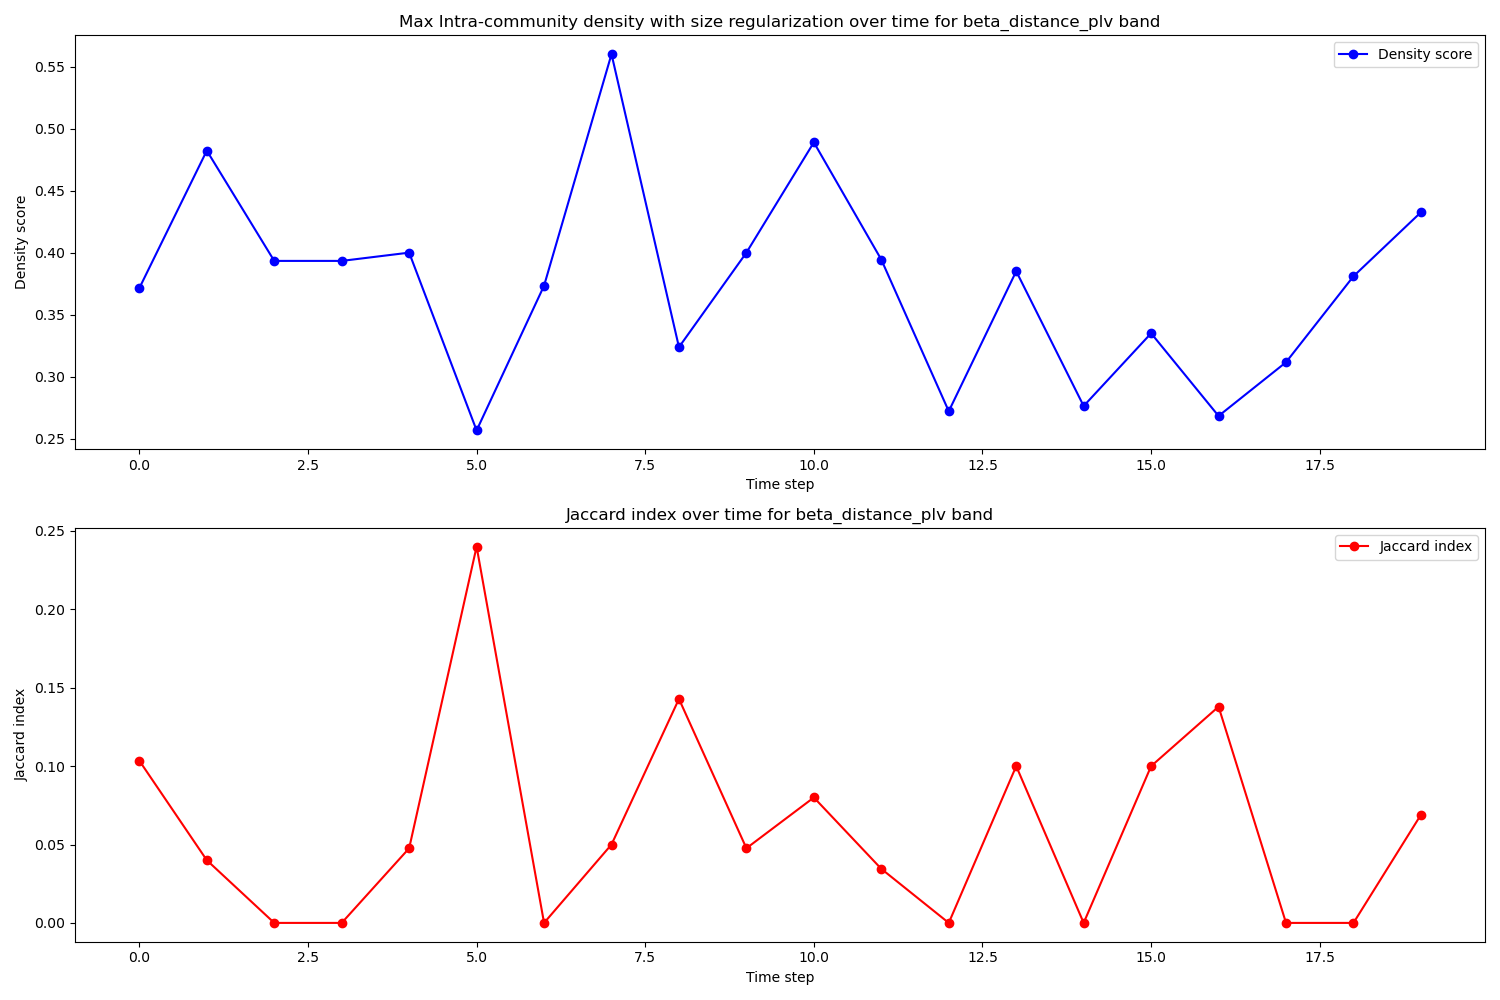 Max Intra-community density with size regularization over time for beta_distance_plv band
Density score
0.55
0.50
0.45
0.40
0.35
0.30
0.25
Density score
0.0 2.5 5.0 7.5 10.0 12.5 15.0 17.5
Time step
Jaccard index over time for beta_distance_plv band
Jaccard index
0.25
0.20
0.15
0.10
0.05
0.00
Jaccard index
0.0 2.5 5.0 7.5 10.0 12.5 15.0 17.5
Time step